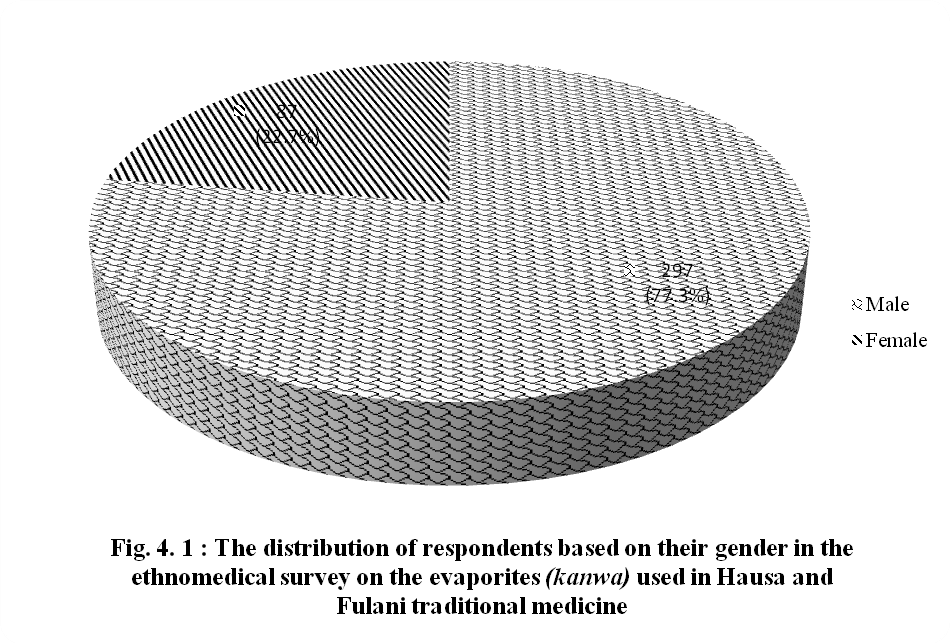 87
(22.7%)
297
(77.3%)
Male
Female
Fig. 4. 1 : The distribution of respondents based on their gender in the
ethnomedical survey on the evaporites (kanwa) used in Hausa and
Fulani traditional medicine